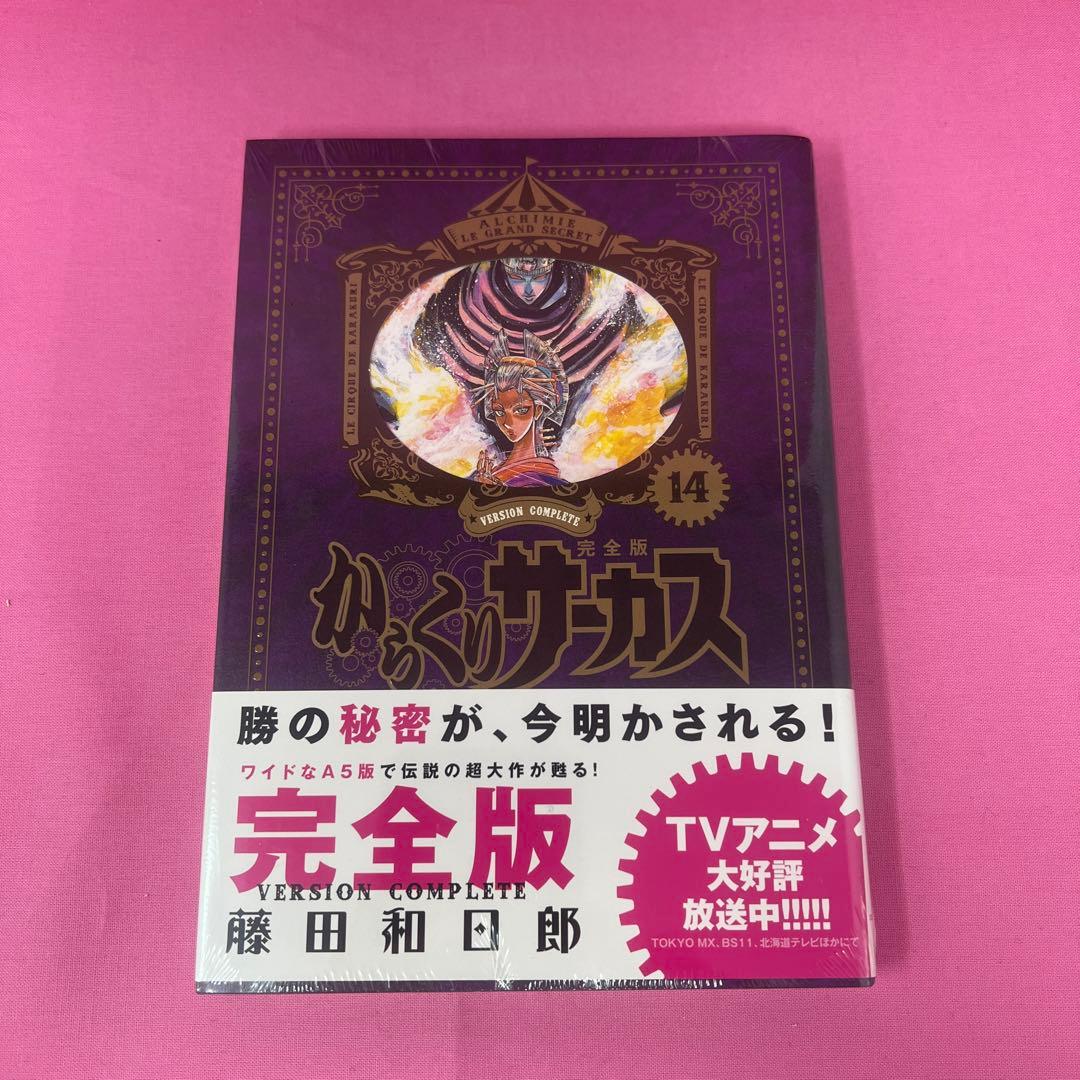 ALCHIMIE
LE GRAND SECRET
LE CIRQUE DE KARAKURI
LE CIRQUE DE KARAKURI
14
VERSION COMPLETE
完全版
からくりサーカス
勝の秘密が、今明かされる!
ワイドなA5版で伝説の超大作が甦る!
完全版
VERSION COMPLETE
藤田和日郎
TVアニメ
大好評
放送中!!!!!
TOKYO MX、BS11、北海道テレビほかにて